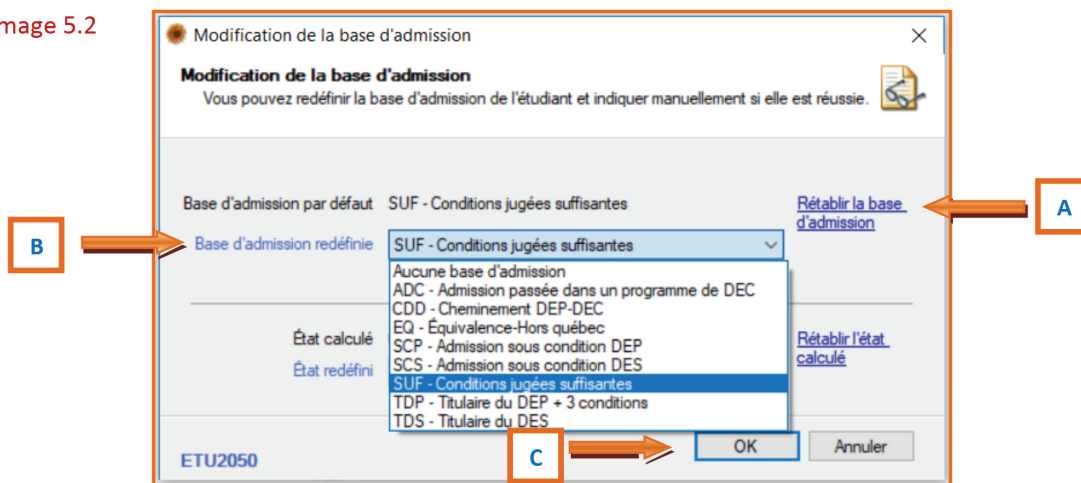 mage 5.2
Modification de la base d'admission
Modification de la base d'admission
Vous pouvez redéfinir la base d'admission de l'étudiant et indiquer manuellement si elle est réussie.
Base d'admission par défaut SUF - Conditions jugées suffisantes
Rétablir la base
d'admission
A
B
Base d'admission redéfinie SUF - Conditions jugées suffisantes
Aucune base d'admission
ADC - Admission passée dans un programme de DEC
CDD - Cheminement DEP-DEC
EQ - Équivalence-Hors québec
SCP - Admission sous condition DEP
SCS - Admission sous condition DES
SUF - Conditions jugées suffisantes
TDP - Titulaire du DEP + 3 conditions
TDS - Titulaire du DES
État calculé
État redéfini
Rétablir l'état
calculé
C
OK
Annuler
ETU2050